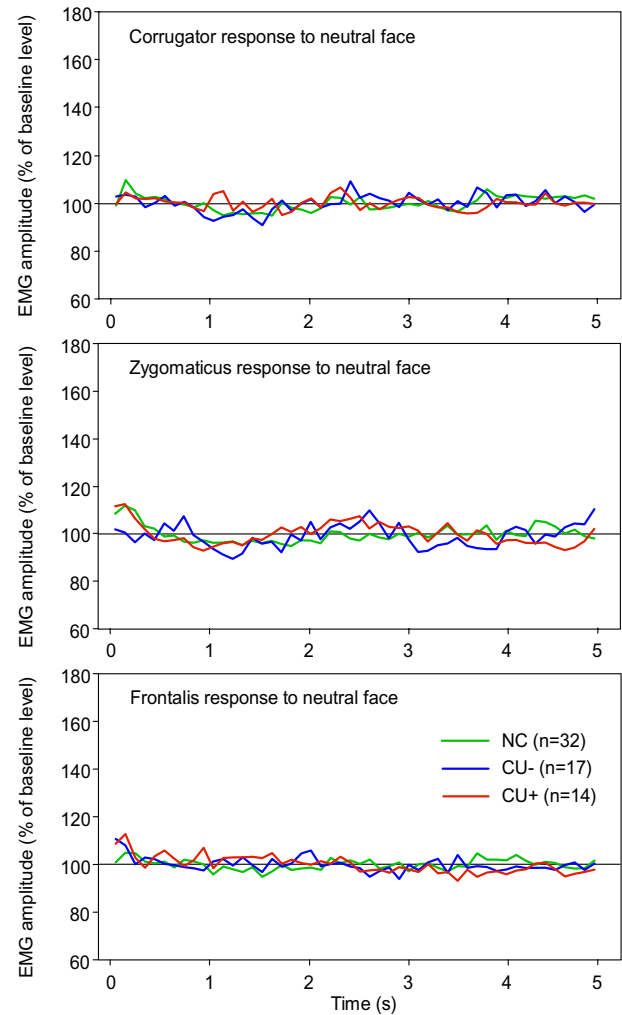 Corrugator response to neutral face
EMG amplitude (% of baseline level)
180
160
140
120
100
80
60
0 1 2 3 4 5
Zygomaticus response to neutral face
EMG amplitude (% of baseline level)
180
160
140
120
100
80
60
0 1 2 3 4 5
Frontalis response to neutral face
EMG amplitude (% of baseline level)
180
160
140
120
100
80
60
NC (n=32)
CU- (n=17)
CU+ (n=14)
0 1 2 3 4 5
Time (s)